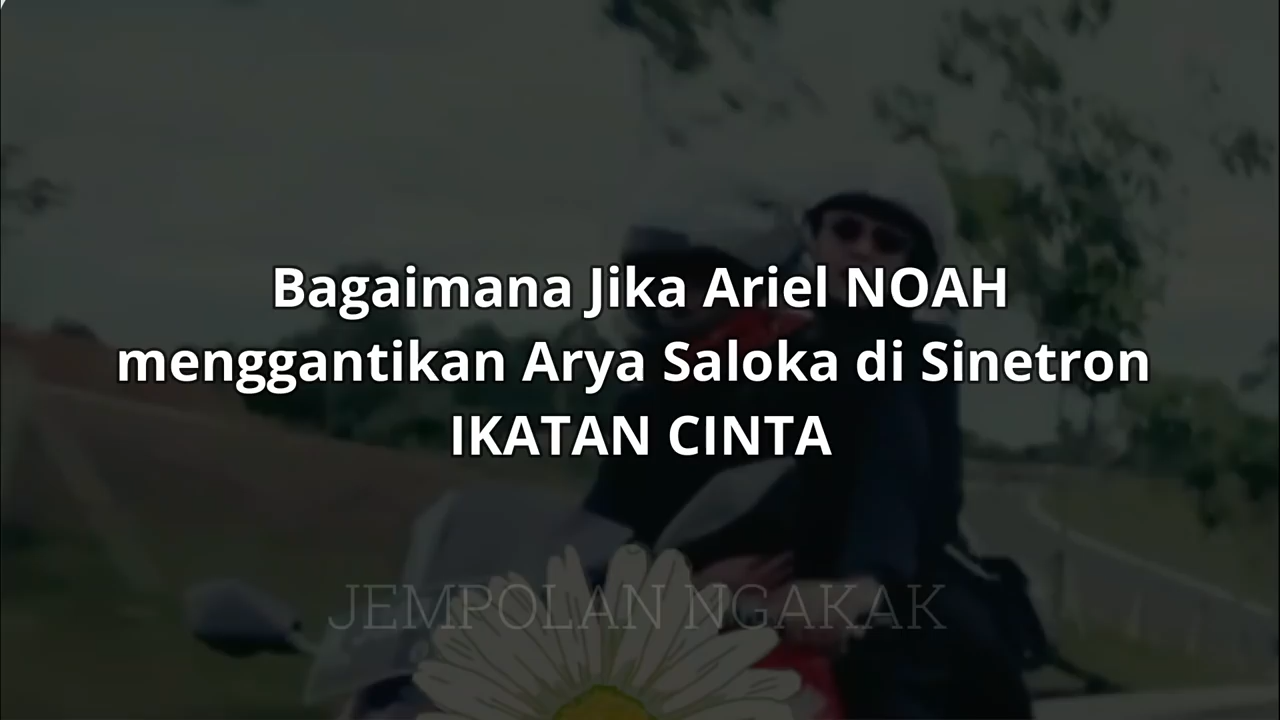 Bagaimana Jika Ariel NOAH
menggantikan Arya Saloka di Sinetron
IKATAN CINTA
JEMPOLAN NGAKAK